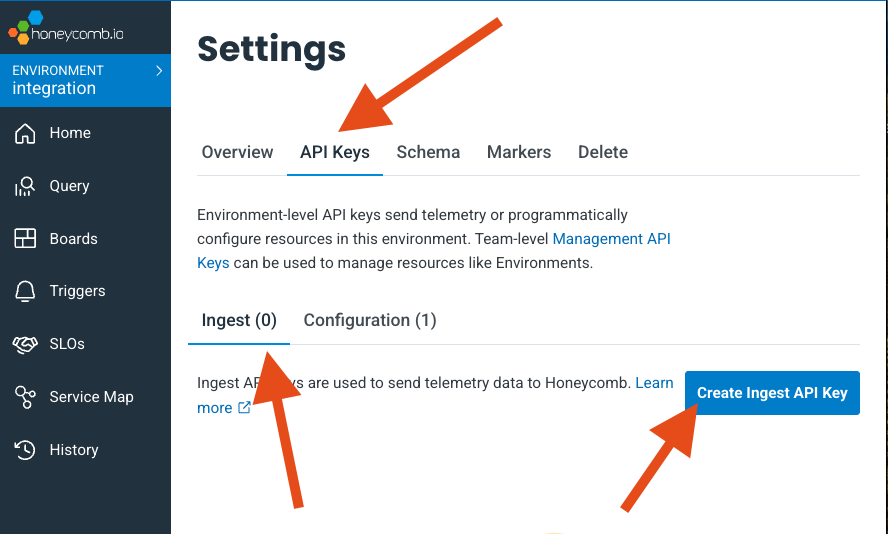 honeycomb.io
ENVIRONMENT
integration
Home
Query
Boards
Triggers
SLOs
Service Map
History
Settings
Overview API Keys Schema Markers Delete
Environment-level API keys send telemetry or programmatically
configure resources in this environment. Team-level Management API
Keys can be used to manage resources like Environments.
Ingest (0) Configuration (1)
Ingest API keys are used to send telemetry data to Honeycomb. Learn
more
Create Ingest API Key